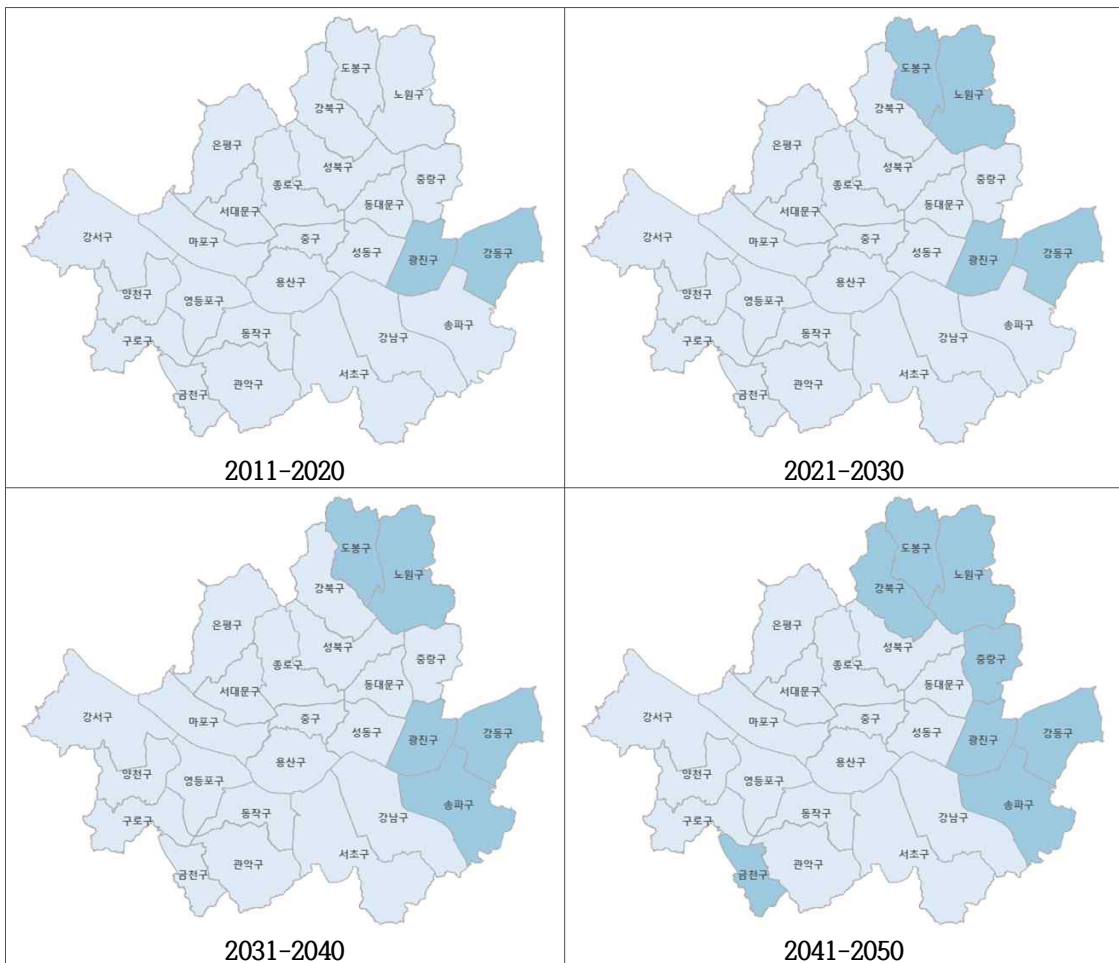 도봉구
노원구
강북구
은평구
성북구
중랑구
종로구
동대문구
서대문구
강서구
마포구
중구
성동구
광진구
강동구
용산구
양천구
영등포구
송파구
동작구
강남구
구로구
서초구
관악구
금천구
2011-2020
도봉구
노원구
강북구
은평구
성북구
중랑구
종로구
동대문구
서대문구
강서구
마포구
중구
성동구
광진구
강동구
용산구
양천구
영등포구
송파구
동작구
강남구
구로구
서초구
관악구
금천구
2021-2030
도봉구
노원구
강북구
은평구
성북구
중랑구
종로구
동대문구
서대문구
강서구
마포구
중구
성동구
광진구
강동구
용산구
양천구
영등포구
송파구
동작구
강남구
구로구
서초구
관악구
금천구
2031-2040
도봉구
노원구
강북구
은평구
성북구
중랑구
종로구
동대문구
서대문구
강서구
마포구
중구
성동구
광진구
강동구
용산구
양천구
영등포구
송파구
동작구
강남구
구로구
서초구
관악구
금천구
2041-2050